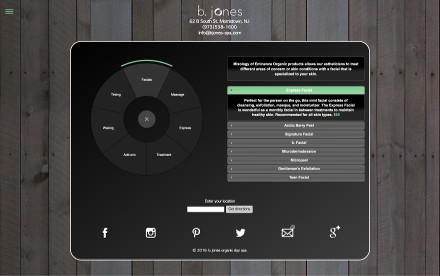 b. jones
62 B South St. Morristown, NJ
(973)538-1600
info@bjones-spa.com
Facials
Massage
Express
Treatment
Add-ons
Waxing
Tinting
Mixology of Eminence Organic products allows our estheticians to treat
different areas of concern or skin conditions with a facial that is
specialized to your skin.
Express Facial
Perfect for the person on the go, this mini facial consists of
cleansing, exfoliation, masque, and moisturizer. The Express Facial
is wonderful as a monthly facial in between treatments to maintain
healthy skin. Recommended for all skin types.
Arctic Berry Peel
Signature Facial
b. Facial
Microdermabrasion
Micropeel
Gentlemen's Exfoliation
Teen Facial
Enter your location
Get directions
© 2016 b. jones organic day spa